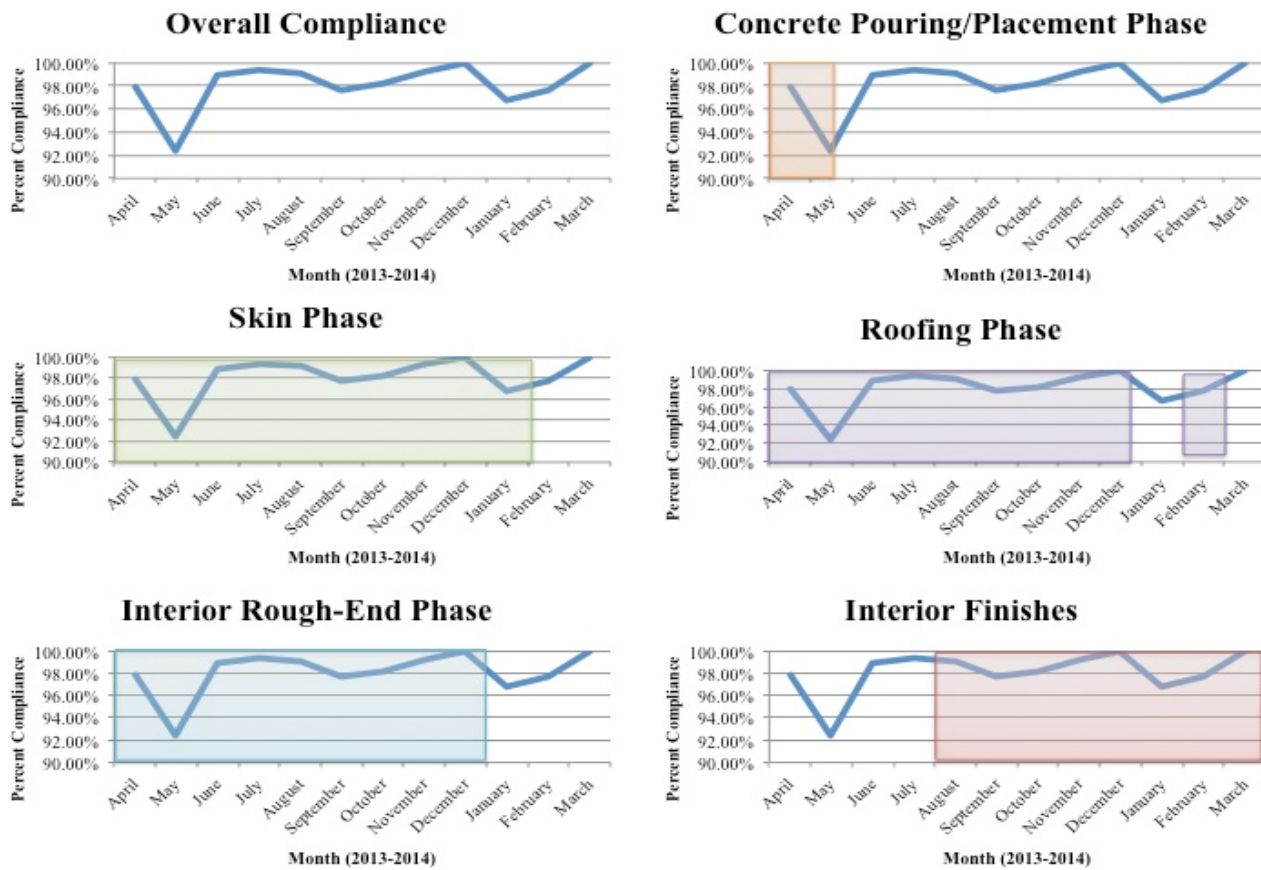 Overall Compliance
Percent Compliance
100.00%
98.00%
96.00%
94.00%
92.00%
90.00%
April
May
June
July
August
September
October
November
December
January
February
March
Month (2013-2014)
Concrete Pouring/Placement Phase
Percent Compliance
100.00%
98.00%
96.00%
94.00%
92.00%
90.00%
April
May
June
July
August
September
October
November
December
January
February
March
Month (2013-2014)
Skin Phase
Percent Compliance
100.00%
98.00%
96.00%
94.00%
92.00%
90.00%
April
May
June
July
August
September
October
November
December
January
February
March
Month (2013-2014)
Roofing Phase
Percent Compliance
100.00%
98.00%
96.00%
94.00%
92.00%
90.00%
April
May
June
July
August
September
October
November
December
January
February
March
Month (2013-2014)
Interior Rough-End Phase
Percent Compliance
100.00%
98.00%
96.00%
94.00%
92.00%
90.00%
April
May
June
July
August
September
October
November
December
January
February
March
Month (2013-2014)
Interior Finishes
Percent Compliance
100.00%
98.00%
96.00%
94.00%
92.00%
90.00%
April
May
June
July
August
September
October
November
December
January
February
March
Month (2013-2014)